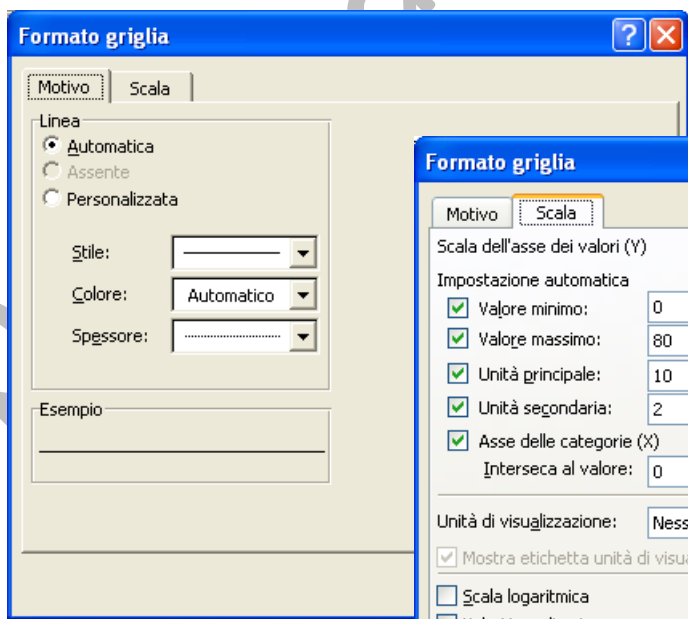 Formato griglia
Motivo Scala
Linea
Automatica
Assente
Personalizzata
Stile:
Colore: Automatico
Spessore:
Esempio
Formato griglia
Motivo Scala
Scala dell'asse dei valori (Y)
Impostazione automatica
Valore minimo: 0
Valore massimo: 80
Unità principale: 10
Unità secondaria: 2
Asse delle categorie (X)
Interseca al valore: 0
Unità di visualizzazione: Ness
Mostra etichetta unità di visua
Scala logaritmica